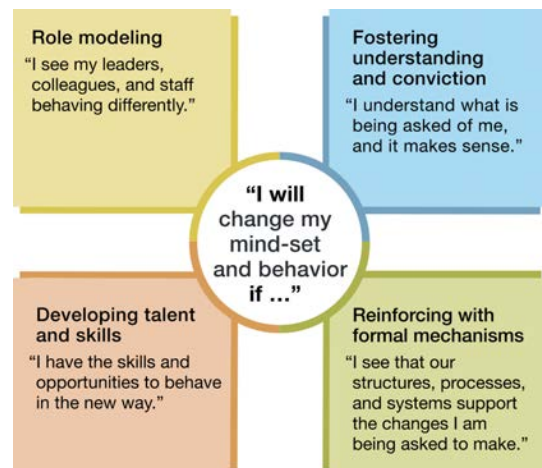 Role modeling
“I see my leaders,
colleagues, and staff
behaving differently.”
Fostering
understanding
and conviction
“I understand what is
being asked of me,
and it makes sense.”
“I will
change my
mind-set
and behavior
if ...”
Developing talent
and skills
“I have the skills and
opportunities to behave
in the new way.”
Reinforcing with
formal mechanisms
“I see that our
structures, processes,
and systems support
the changes I am
being asked to make.”